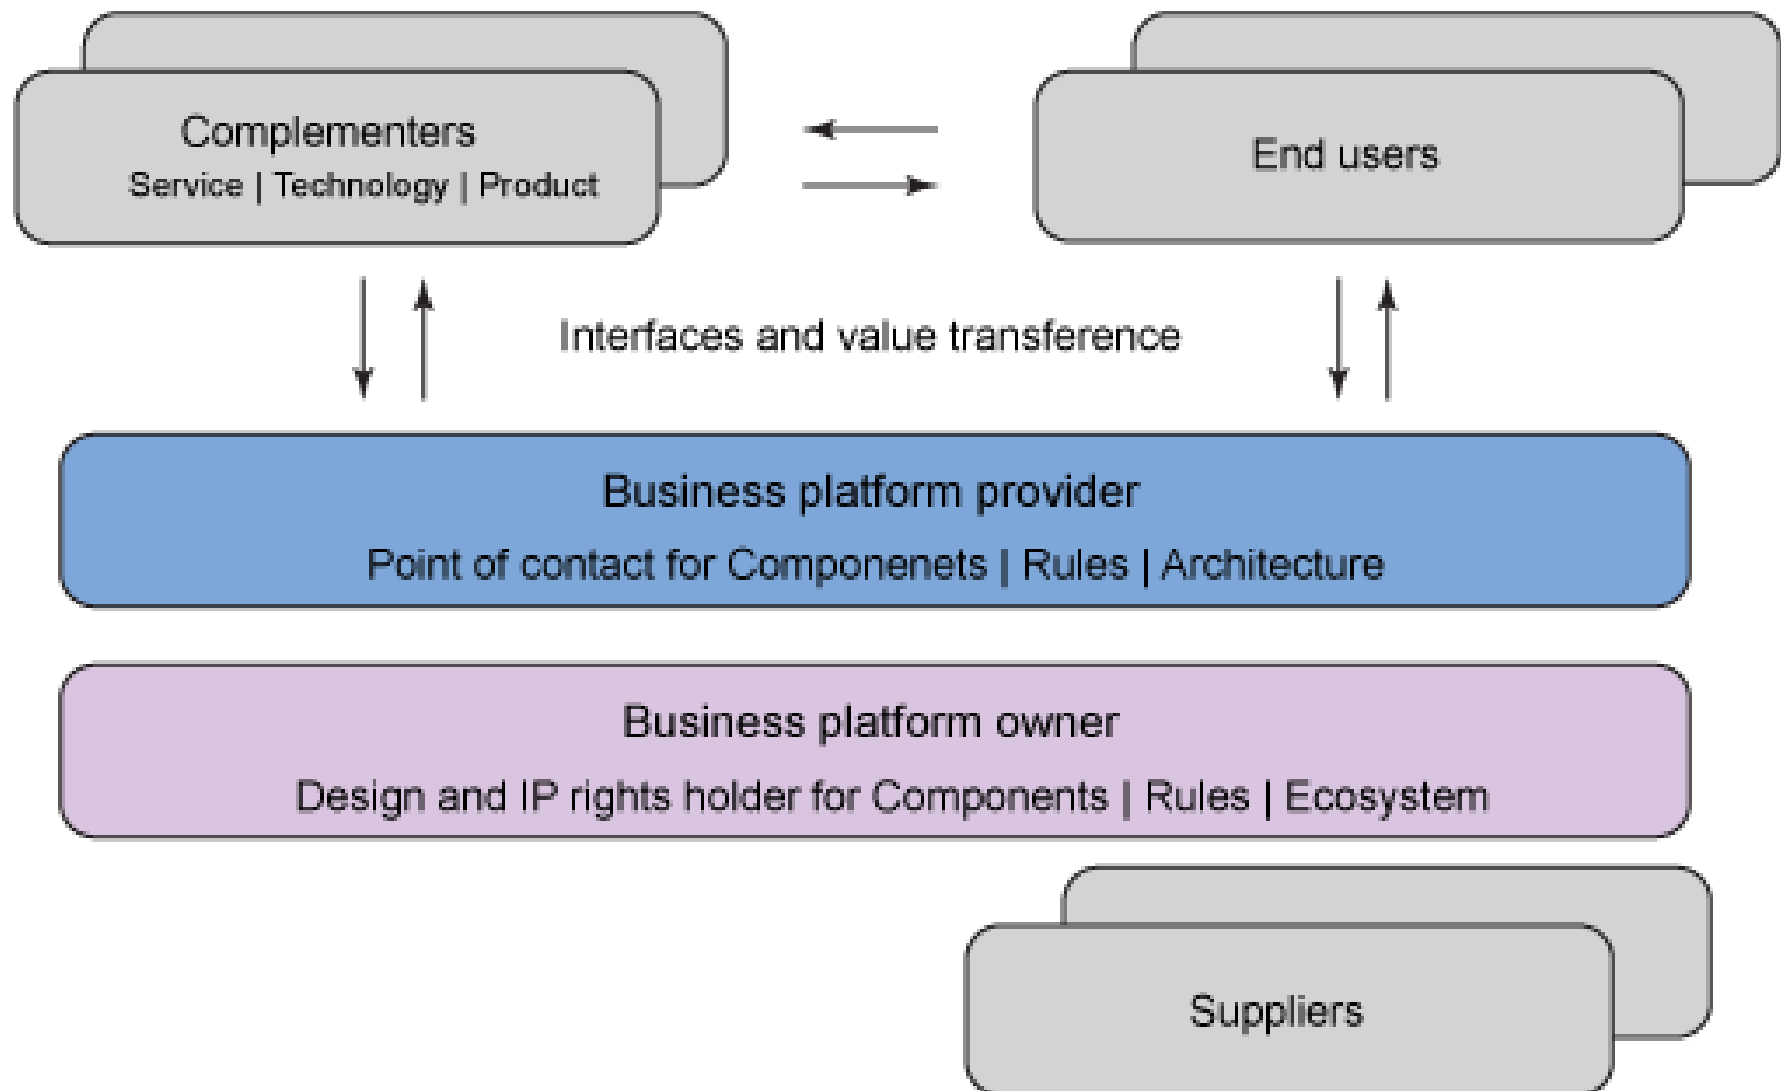 Complementers
Service | Technology | Product
End users
Interfaces and value transference
Business platform provider
Point of contact for Componenets | Rules | Architecture
Business platform owner
Design and IP rights holder for Components | Rules | Ecosystem
Suppliers